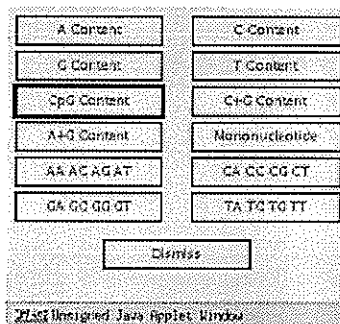 A Content
C Content
G Content
T Content
CpG Content
C+G Content
A+G Content
Mononucleotide
AA AC AG AT
CA CC CG CT
GA GC GG GT
TA TC TG TT
Dismiss
Unsigned Java Applet Window